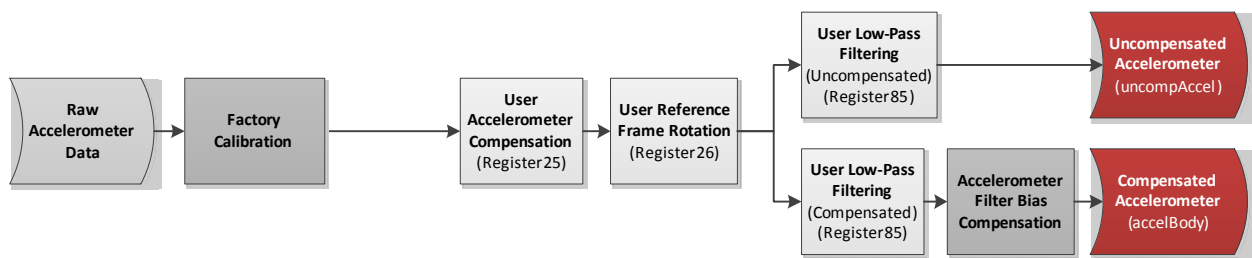 Raw
Accelerometer
Data
Factory
Calibration
User
Accelerometer
Compensation
(Register25)
User Reference
Frame Rotation
(Register26)
User Low-Pass
Filtering
(Uncompensated)
(Register85)
Uncompensated
Accelerometer
(uncompAccel)
User Low-Pass
Filtering
(Compensated)
(Register85)
Accelerometer
Filter Bias
Compensation
Compensated
Accelerometer
(accelBody)